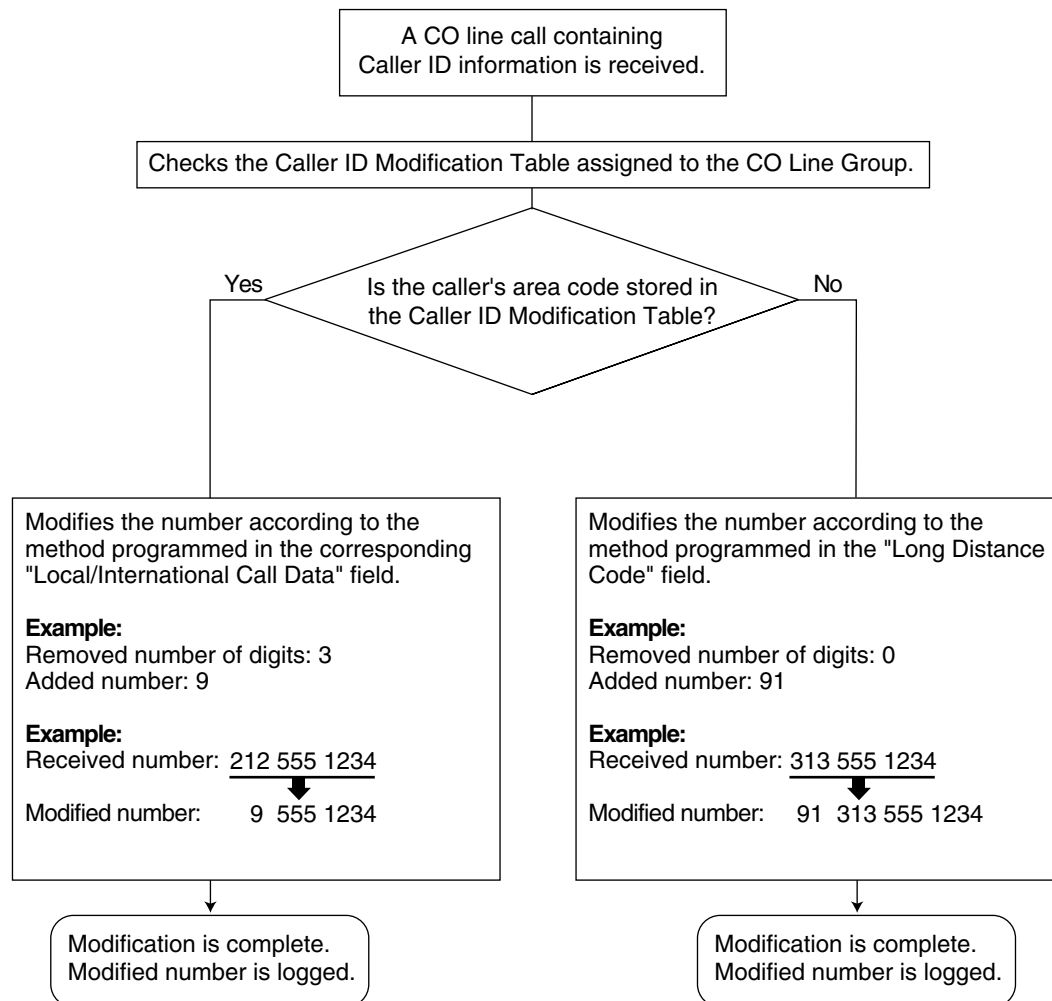 A CO line call containing
Caller ID information is received.
Checks the Caller ID Modification Table assigned to the CO Line Group.
Is the caller's area code stored in
the Caller ID Modification Table?
Yes
No
Modifies the number according to the
method programmed in the corresponding
"Local/International Call Data" field.
Example:
Removed number of digits: 3
Added number: 9
Example:
Received number: 212 555 1234
Modified number: 9 555 1234
Modification is complete.
Modified number is logged.
Modifies the number according to the
method programmed in the "Long Distance
Code" field.
Example:
Removed number of digits: 0
Added number: 91
Example:
Received number: 313 555 1234
Modified number: 91 313 555 1234
Modification is complete.
Modified number is logged.